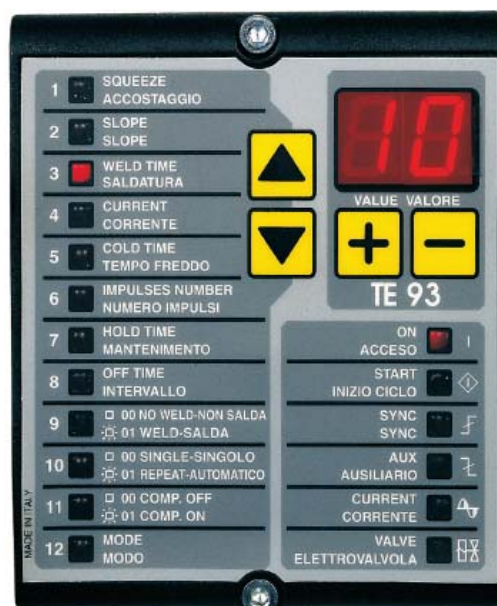 1 SQUEEZE
ACCOSTAGGIO
2 SLOPE
SLOPE
3 WELD TIME
SALDATURA
4 CURRENT
CORRENTE
5 COLD TIME
TEMPO FREDDO
6 IMPULSES NUMBER
NUMERO IMPULSI
7 HOLD TIME
MANTENIMENTO
8 OFF TIME
INTERVALLO
9 00 NO WELD-NON SALDA
01 WELD-SALDA
10 00 SINGLE-SINGOLO
01 REPEAT-AUTOMATICO
11 00 COMP. OFF
01 COMP. ON
12 MODE
MODO
MADE IN ITALY
10
VALUE VALORE
+ −
TE 93
ON I
ACCESO
START
INIZIO CICLO
SYNC
SYNC
AUX
AUSILIARIO
CURRENT
CORRENTE
VALVE
ELETTROVALVOLA